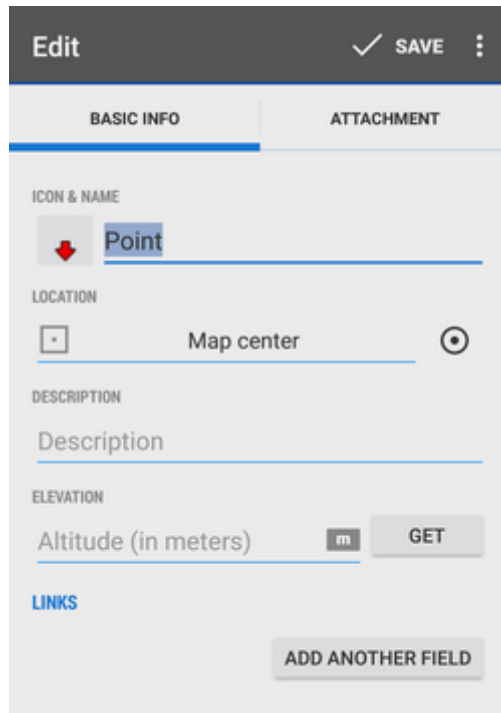 Edit SAVE
BASIC INFO ATTACHMENT
ICON & NAME
Point
LOCATION
Map center
DESCRIPTION
Description
ELEVATION
Altitude (in meters) m GET
LINKS
ADD ANOTHER FIELD